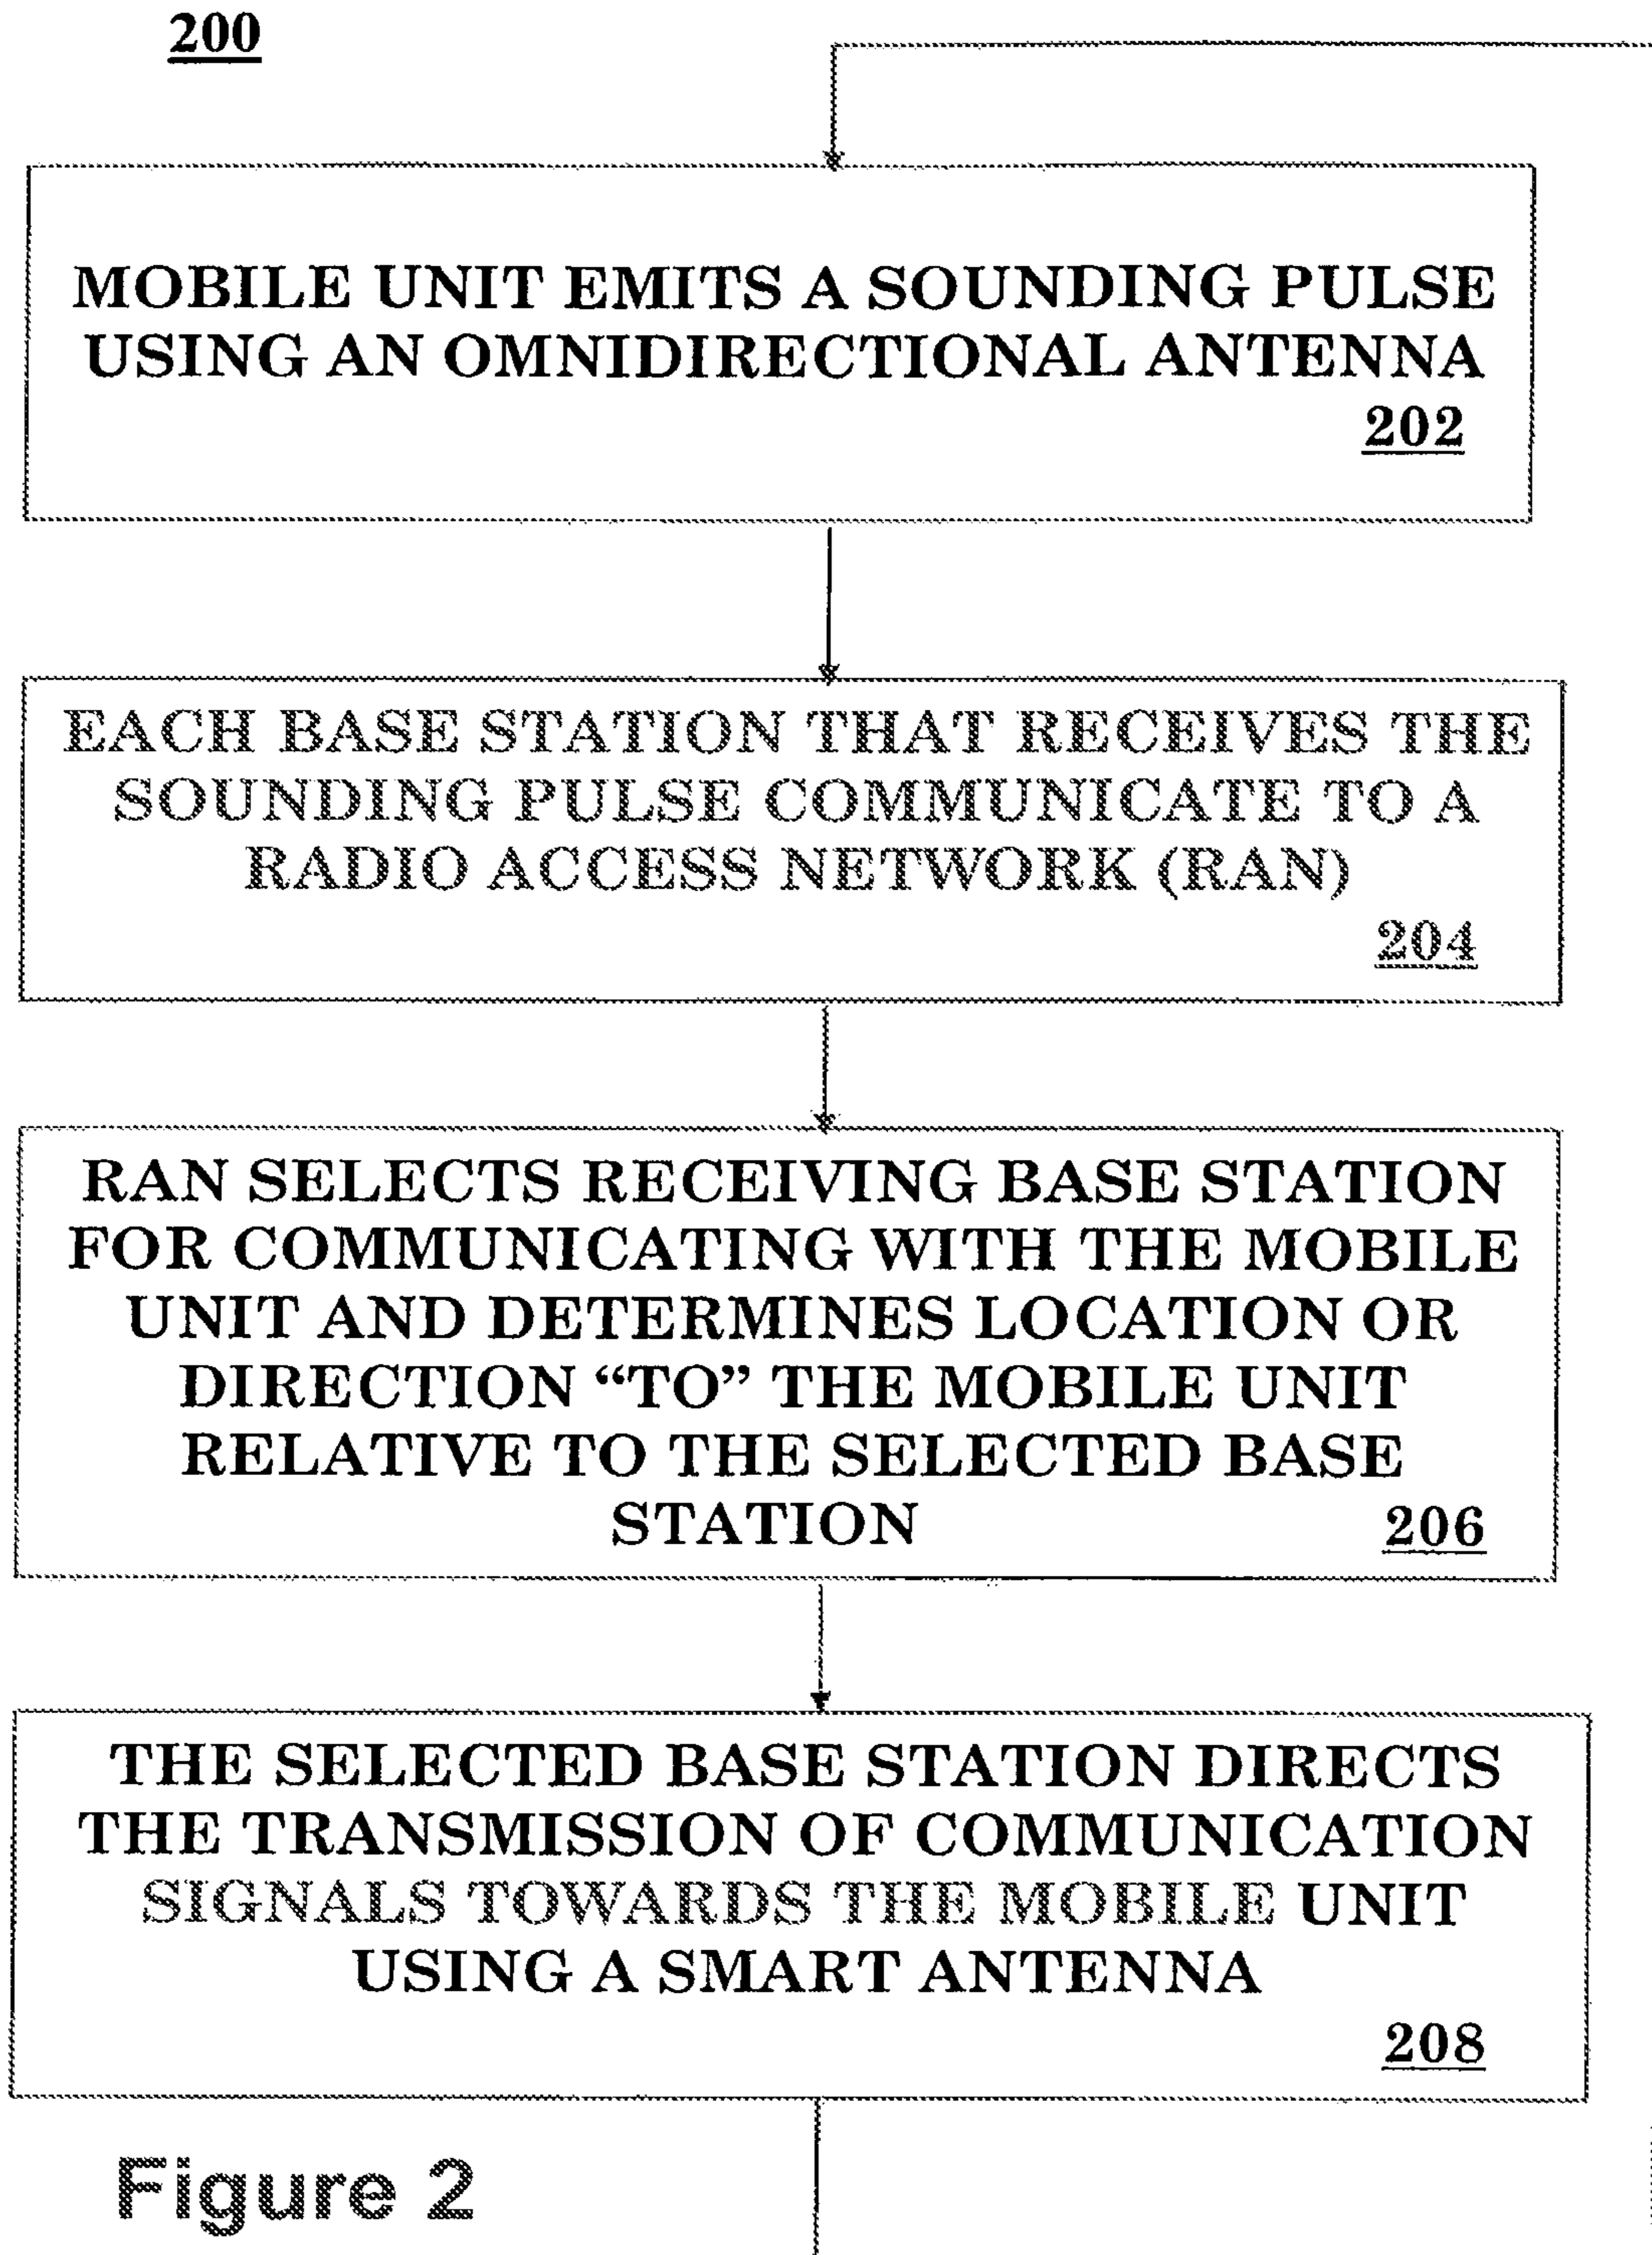 200
MOBILE UNIT EMITS A SOUNDING PULSE
USING AN OMNIDIRECTIONAL ANTENNA
202
EACH BASE STATION THAT RECEIVES THE
SOUNDING PULSE COMMUNICATE TO A
RADIO ACCESS NETWORK (RAN)
204
RAN SELECTS RECEIVING BASE STATION
FOR COMMUNICATING WITH THE MOBILE
UNIT AND DETERMINES LOCATION OR
DIRECTION “TO” THE MOBILE UNIT
RELATIVE TO THE SELECTED BASE
STATION 206
THE SELECTED BASE STATION DIRECTS
THE TRANSMISSION OF COMMUNICATION
SIGNALS TOWARDS THE MOBILE UNIT
USING A SMART ANTENNA
208
Figure 2